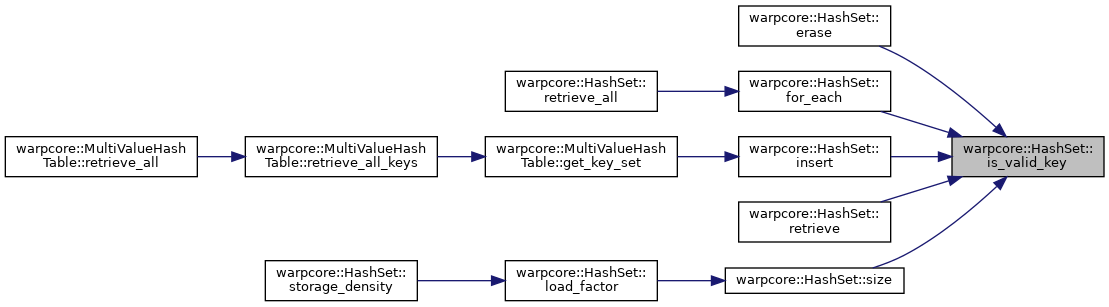 warpcore::HashSet::
erase
warpcore::HashSet::
retrieve_all
warpcore::HashSet::
for_each
warpcore::MultiValueHash
Table::retrieve_all
warpcore::MultiValueHash
Table::retrieve_all_keys
warpcore::MultiValueHash
Table::get_key_set
warpcore::HashSet::
insert
warpcore::HashSet::
is_valid_key
warpcore::HashSet::
retrieve
warpcore::HashSet::
storage_density
warpcore::HashSet::
load_factor
warpcore::HashSet::size